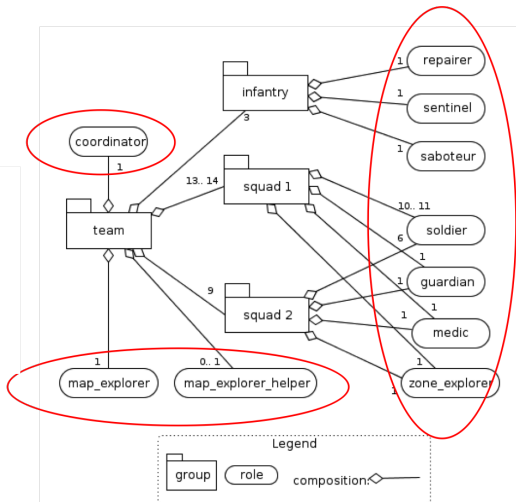 1
repairer
infantry
1
sentinel
3
coordinator
1
saboteur
1
13.. 14
squad 1
10.. 11
soldier
team
6
1
guardian
9
1
squad 2
1
1
medic
1
0.. 1
1
map_explorer
map_explorer_helper
1
zone_explorer
Legend
group
role
composition: